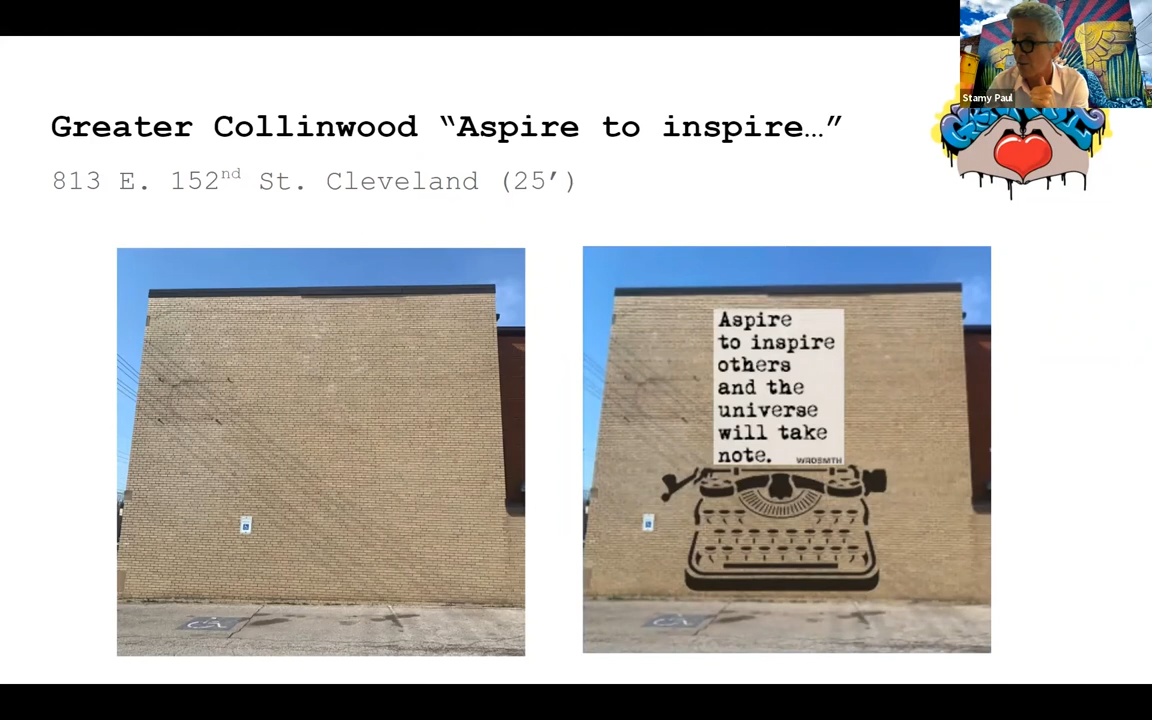 Stamy Paul
Greater Collinwood “Aspire to inspire…”
813 E. 152nd St. Cleveland (25’)
Aspire
to inspire
others
and the
universe
will take
note.
WRDSMTH